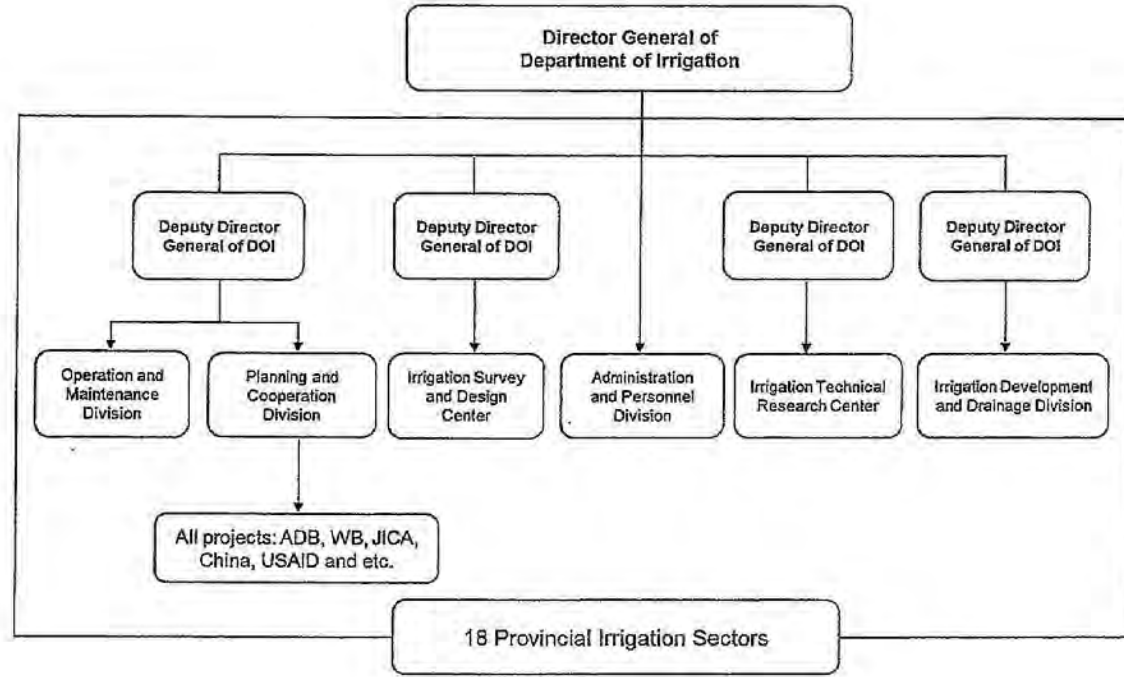 Director General of
Department of Irrigation
Deputy Director
General of DOI
Deputy Director
General of DOI
Deputy Director
General of DOI
Deputy Director
General of DOI
Operation and
Maintenance
Division
Planning and
Cooperation
Division
Irrigation Survey
and Design
Center
Administration
and Personnel
Division
Irrigation Technical
Research Center
Irrigation Development
and Drainage Division
All projects: ADB, WB, JICA,
China, USAID and etc.
18 Provincial Irrigation Sectors